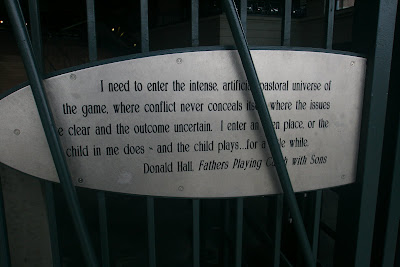 I need to enter the intense, artificial pastoral universe of
the game, where conflict never conceals where the issues
clear and the outcome uncertain. I enter an place, or the
child in me does - and the child plays...for a while.
Donald Hall, Fathers Playing Catch with Sons